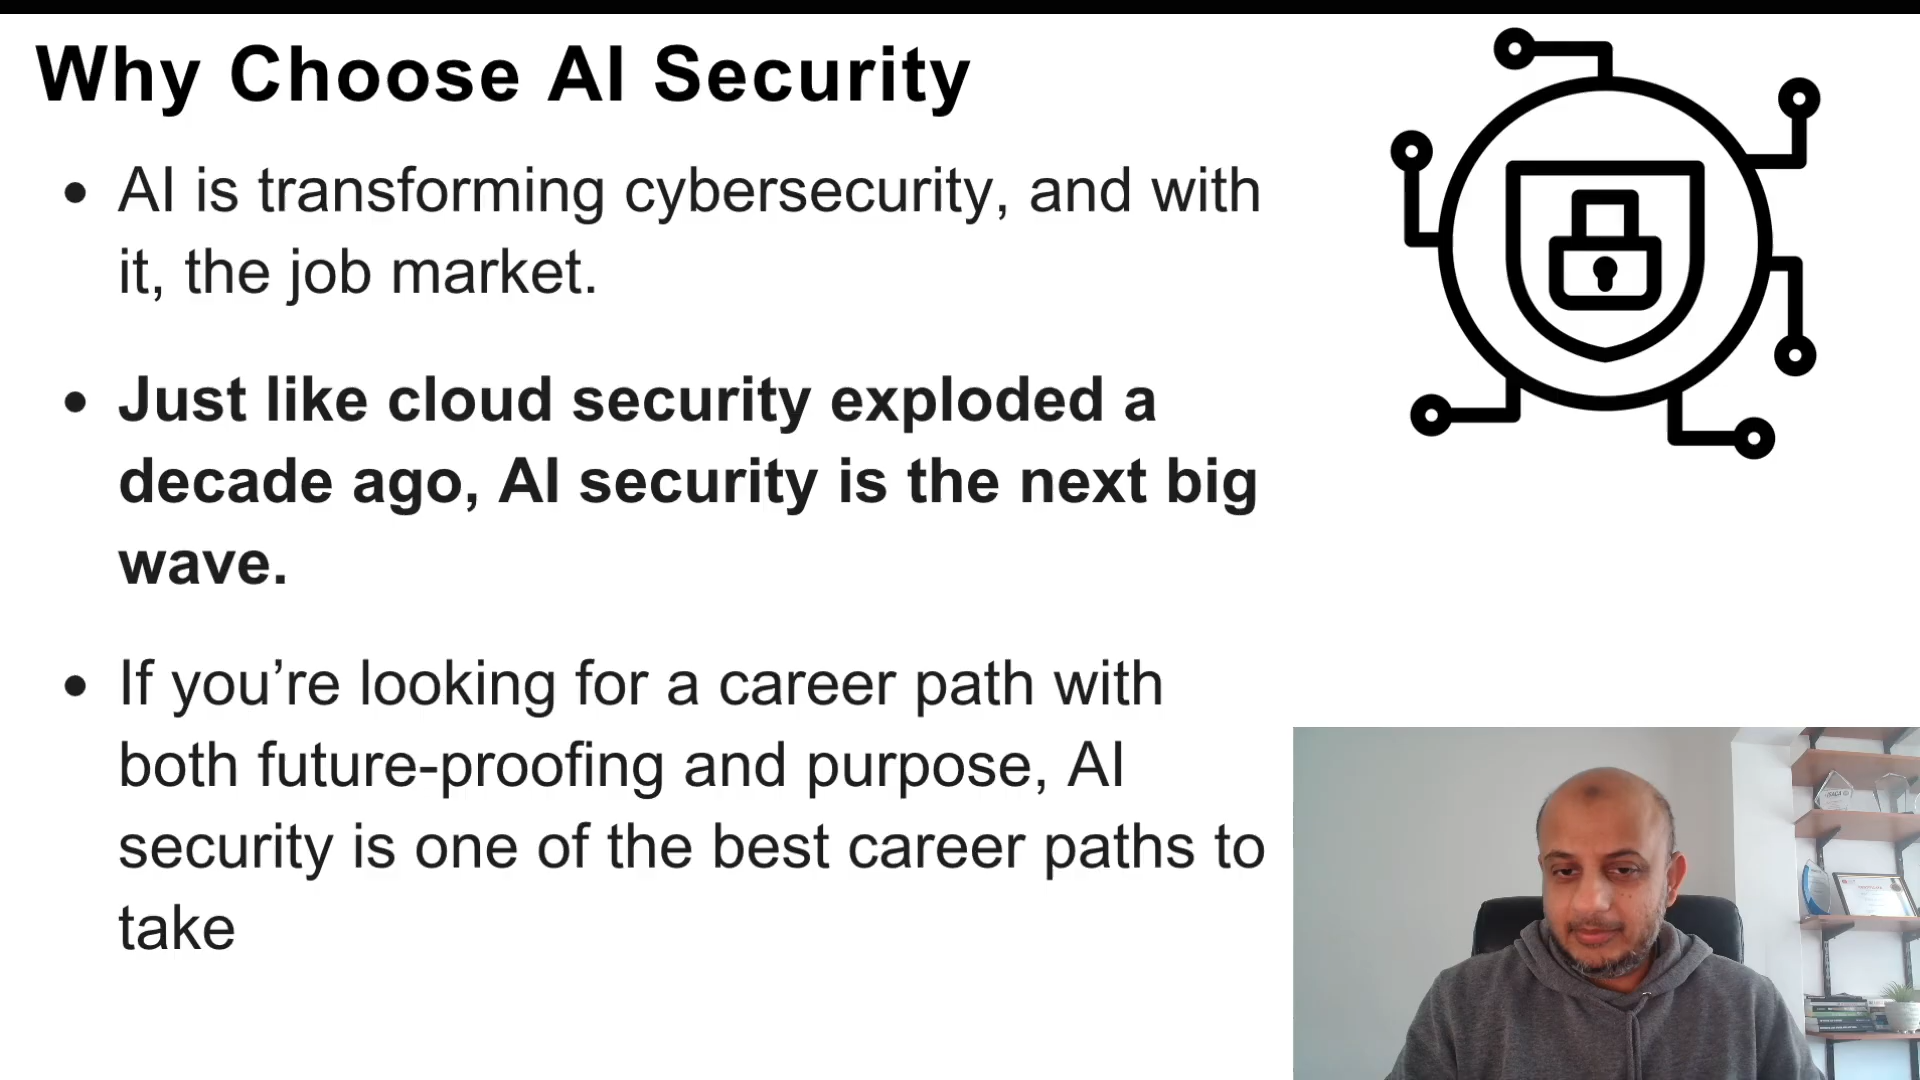 Why Choose AI Security
• AI is transforming cybersecurity, and with
it, the job market.
• Just like cloud security exploded a
decade ago, AI security is the next big
wave.
• If you’re looking for a career path with
both future-proofing and purpose, AI
security is one of the best career paths to
take